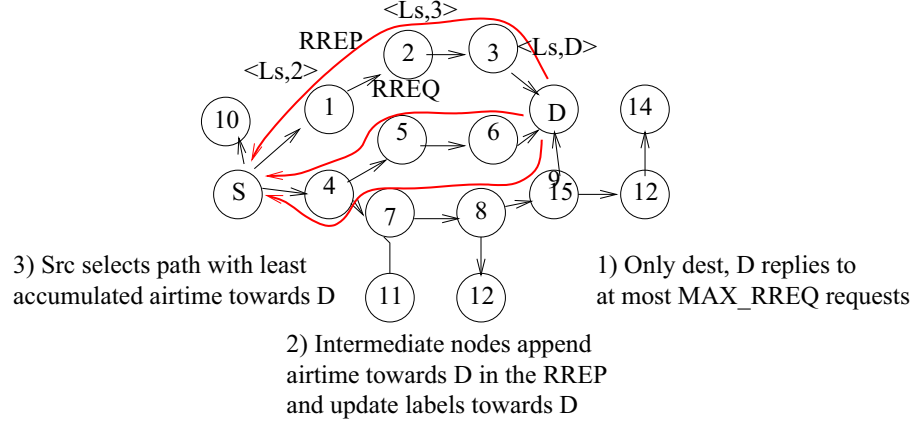 <Ls,3>
RREP
2
3
<Ls,D>
<Ls,2>
RREQ
1
10
D
14
5
6
S
4
9
15
12
7
8
11
12
3) Src selects path with least
accumulated airtime towards D
1) Only dest, D replies to
at most MAX_RREQ requests
2) Intermediate nodes append
airtime towards D in the RREP
and update labels towards D